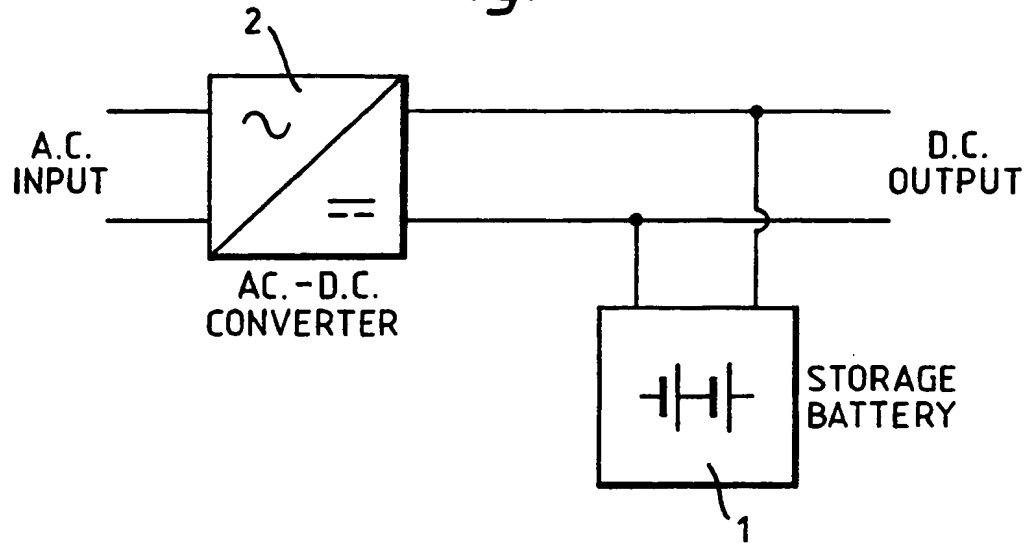 2
A.C.
INPUT
D.C.
OUTPUT
AC.-D.C.
CONVERTER
STORAGE
BATTERY
1